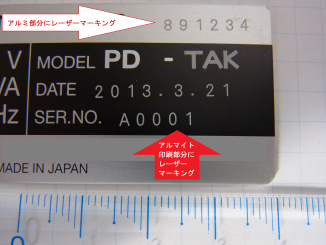 アルミ部分にレーザーマーキング
891234
V MODEL PD - TAK
VA DATE 2013.3.21
Hz SER.NO. A0001
アルマイト
印刷部分に
レーザー
マーキング
MADE IN JAPAN